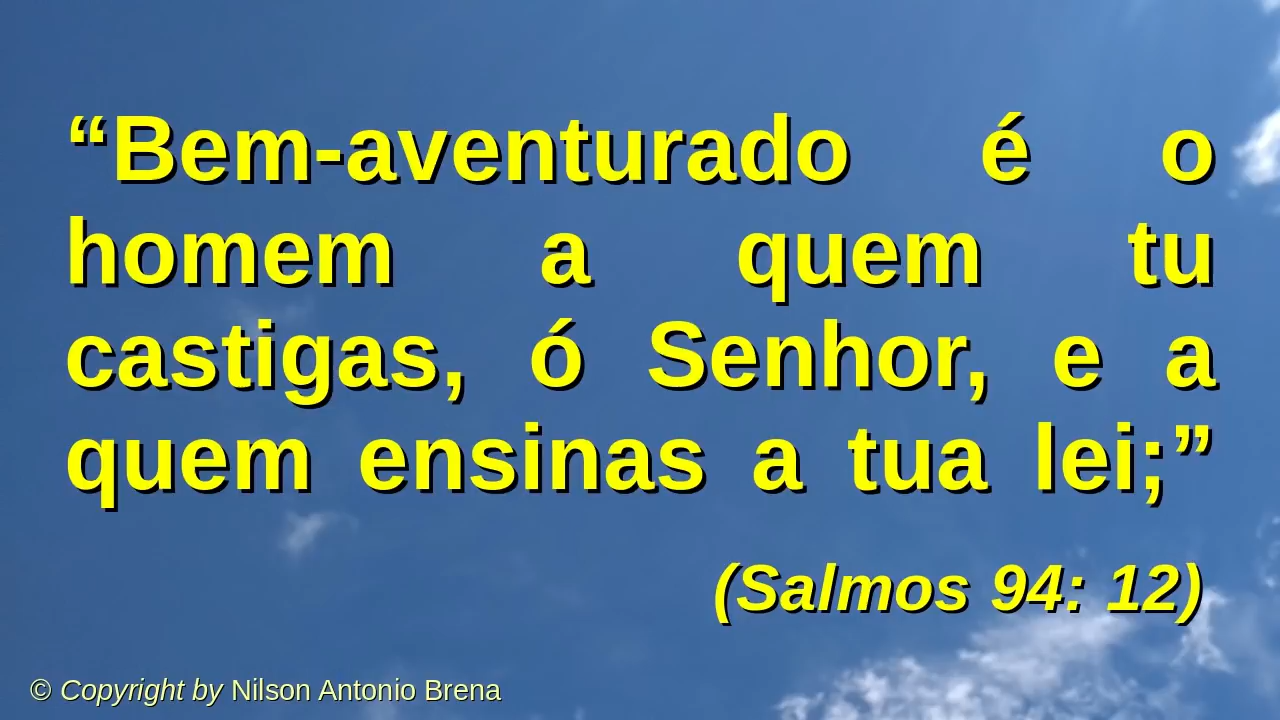 “Bem-aventurado é o
homem a quem tu
castigas, ó Senhor, e a
quem ensinas a tua lei;”
(Salmos 94: 12)
© Copyright by Nilson Antonio Brena